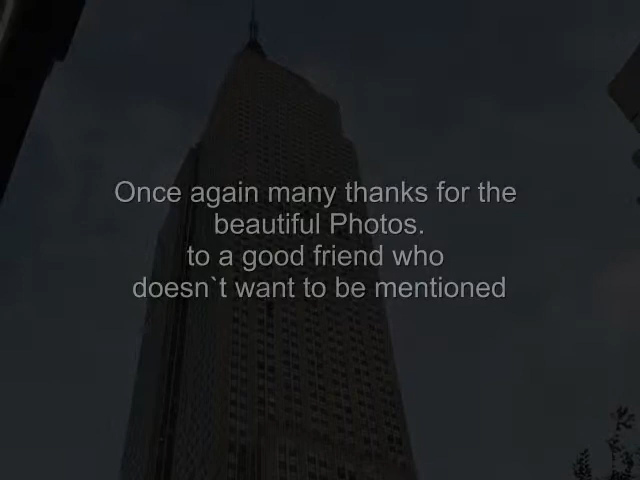 Once again many thanks for the
beautiful Photos.
to a good friend who
doesn`t want to be mentioned